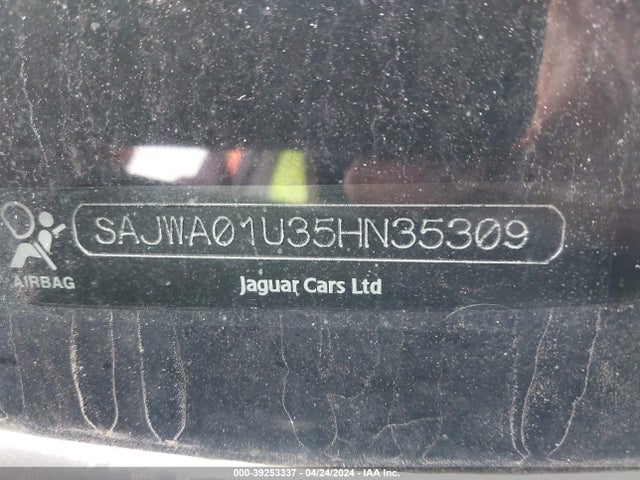 SAJWA01U35HN35309
AIRBAG
Jaguar Cars Ltd
000-39253337 - 04/24/2024 - IAA Inc.